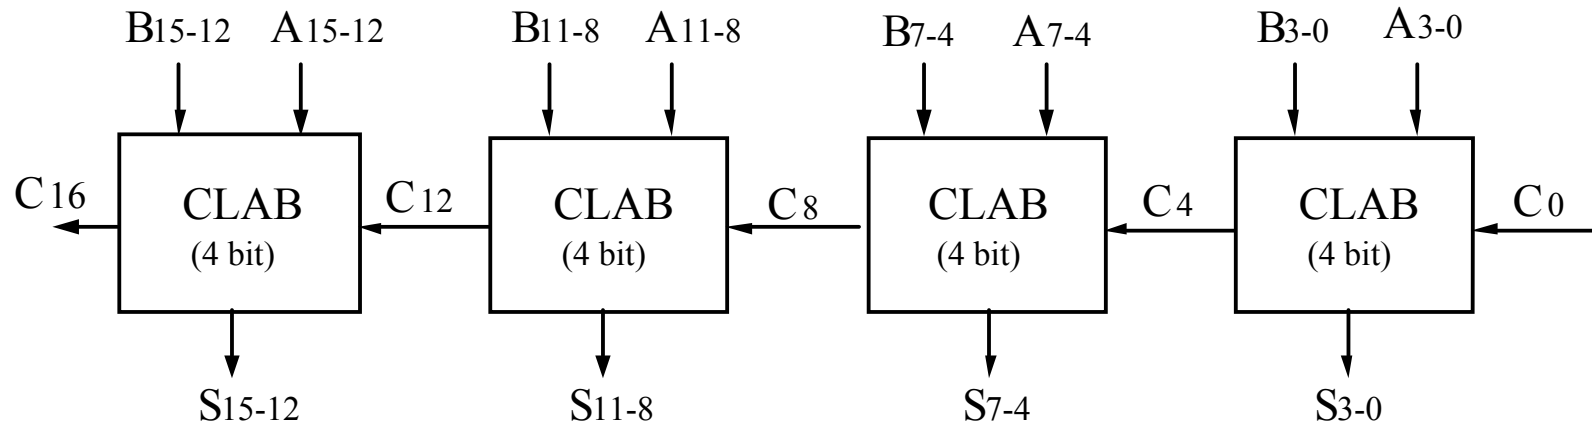 B15-12 A15-12 B11-8 A11-8 B7-4 A7-4 B3-0 A3-0
C16 CLAB C12 CLAB C8 CLAB C4 CLAB C0
(4 bit) (4 bit) (4 bit) (4 bit)
S15-12 S11-8 S7-4 S3-0